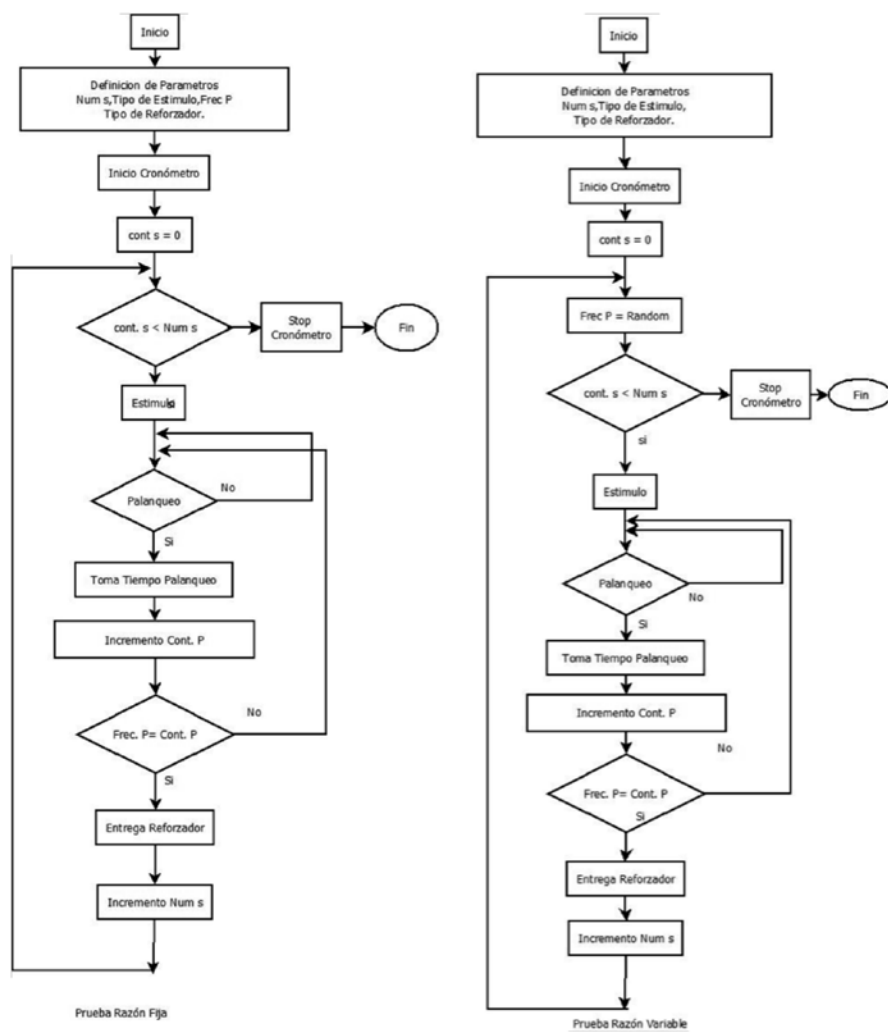 Inicio
Definicion de Parametros
Num s,Tipo de Estimulo,Frec P
Tipo de Reforzador.
Inicio Cronómetro
cont s = 0
cont. s < Num s
Stop
Cronómetro
Fin
Estimulo
Palanqueo
No
Si
Toma Tiempo Palanqueo
Incremento Cont. P
Frec. P= Cont. P
No
Si
Entrega Reforzador
Incremento Num s
Prueba Razón Fija
Inicio
Definicion de Parametros
Num s,Tipo de Estimulo,
Tipo de Reforzador.
Inicio Cronómetro
cont s = 0
Frec P = Random
cont. s < Num s
Stop
Cronómetro
Fin
si
Estimulo
Palanqueo
No
Si
Toma Tiempo Palanqueo
Incremento Cont. P
No
Frec. P= Cont. P
Si
Entrega Reforzador
Incremento Num s
Prueba Razón Variable